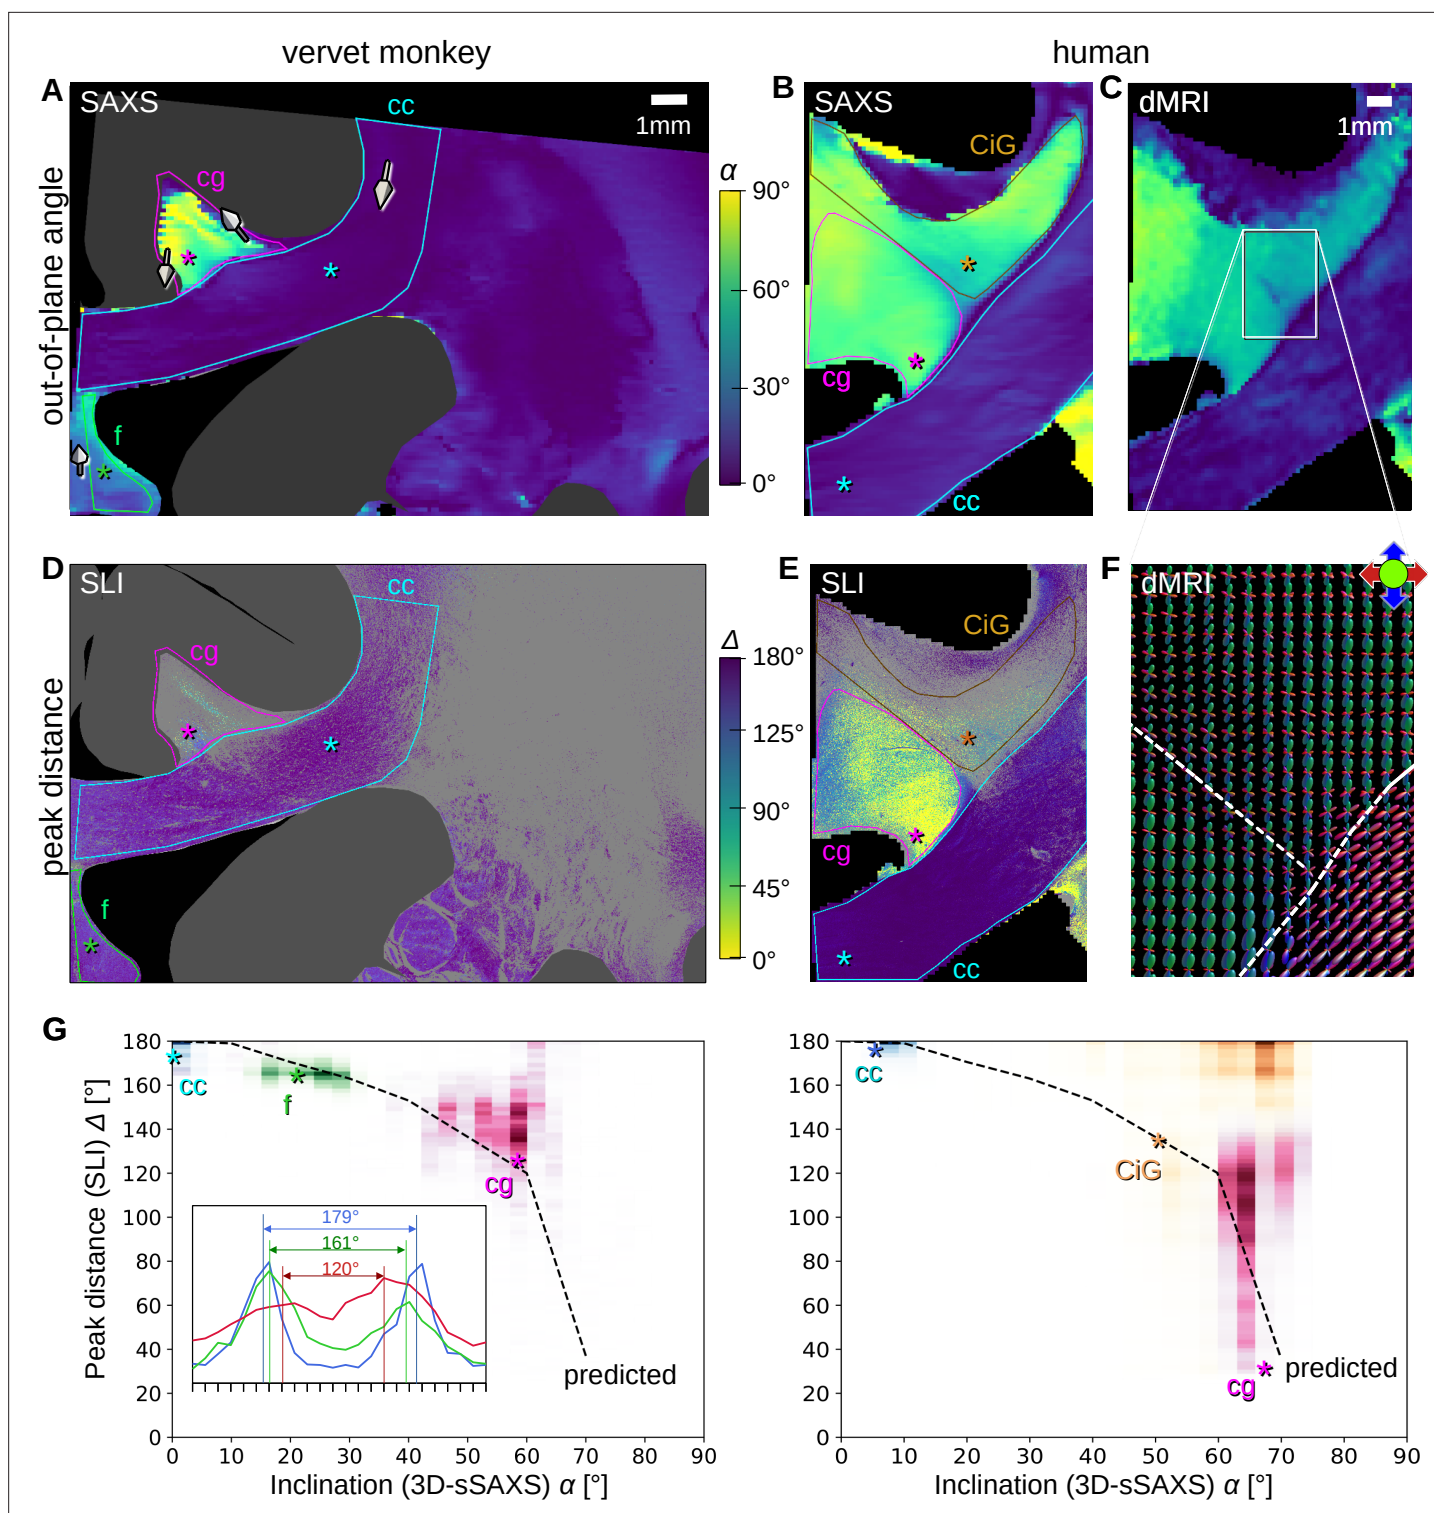 vervet monkey
human
A
SAXS
cc
1mm
cg
f
out-of-plane angle
α
90°
60°
30°
0°
B
SAXS
CiG
cg
cc
C
dMRI
1mm
D
SLI
cc
cg
f
peak distance
Δ
180°
125°
90°
45°
0°
E
SLI
CiG
cg
cc
F
dMRI
G
180
160
140
120
100
80
60
40
20
0
Peak distance (SLI) Δ [°]
cc
f
cg
179°
161°
120°
predicted
0 10 20 30 40 50 60 70 80 90
Inclination (3D-sSAXS) α [°]
180
160
140
120
100
80
60
40
20
0
cc
CiG
cg
predicted
0 10 20 30 40 50 60 70 80 90
Inclination (3D-sSAXS) α [°]